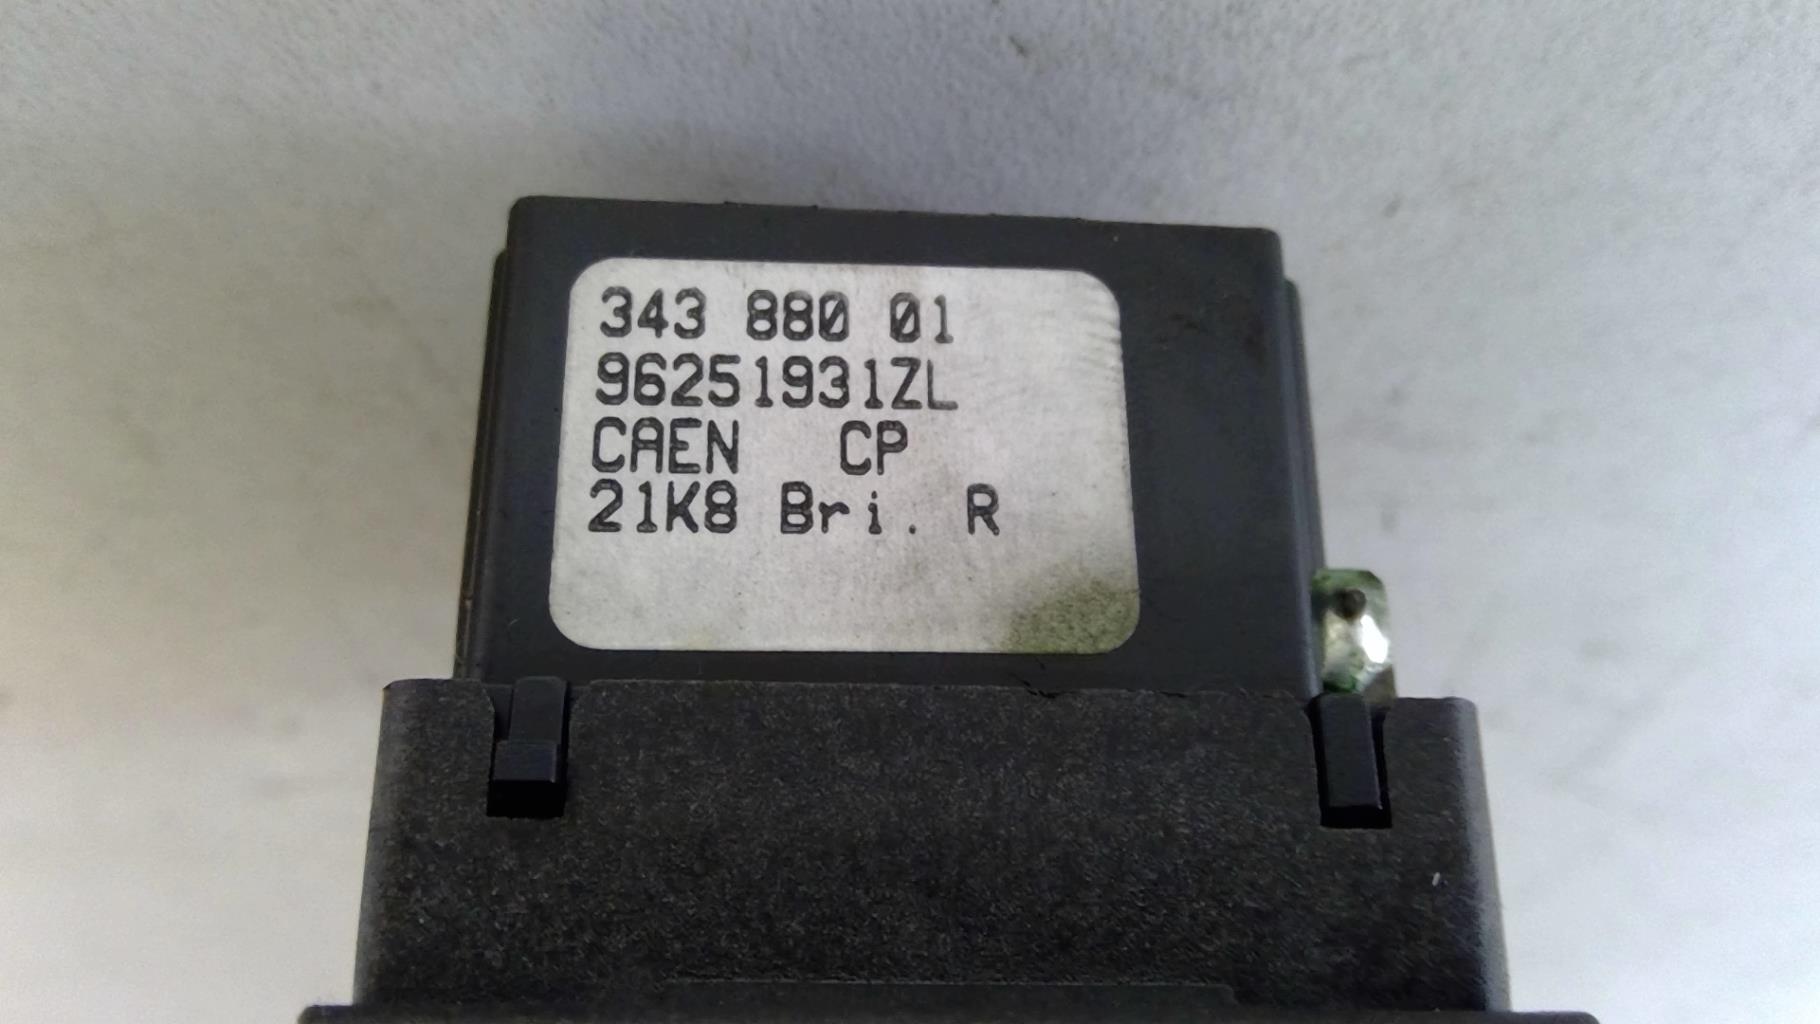 343 880 01
96251931ZL
CAEN CP
21K8 Bri. R